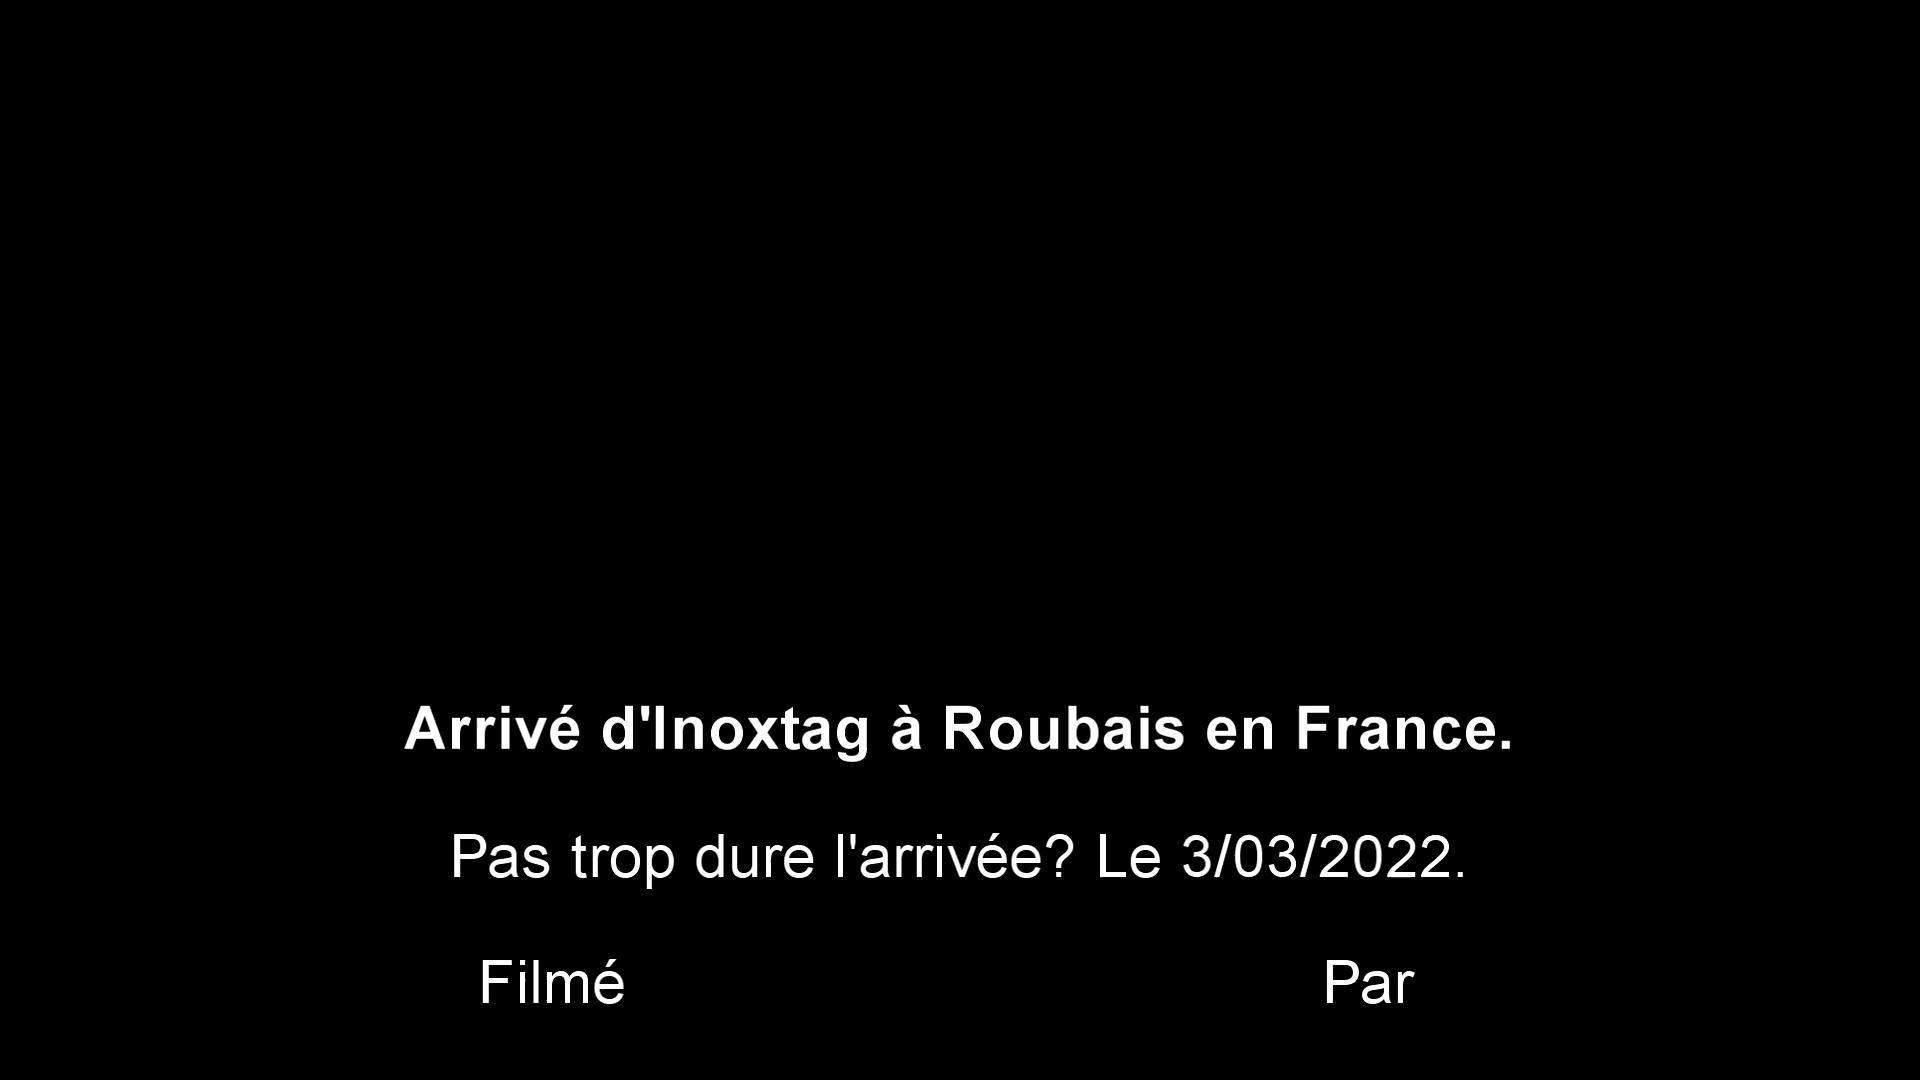 Arrivé d'Inoxtag à Roubais en France.
Pas trop dure l'arrivée? Le 3/03/2022.
Filmé Par